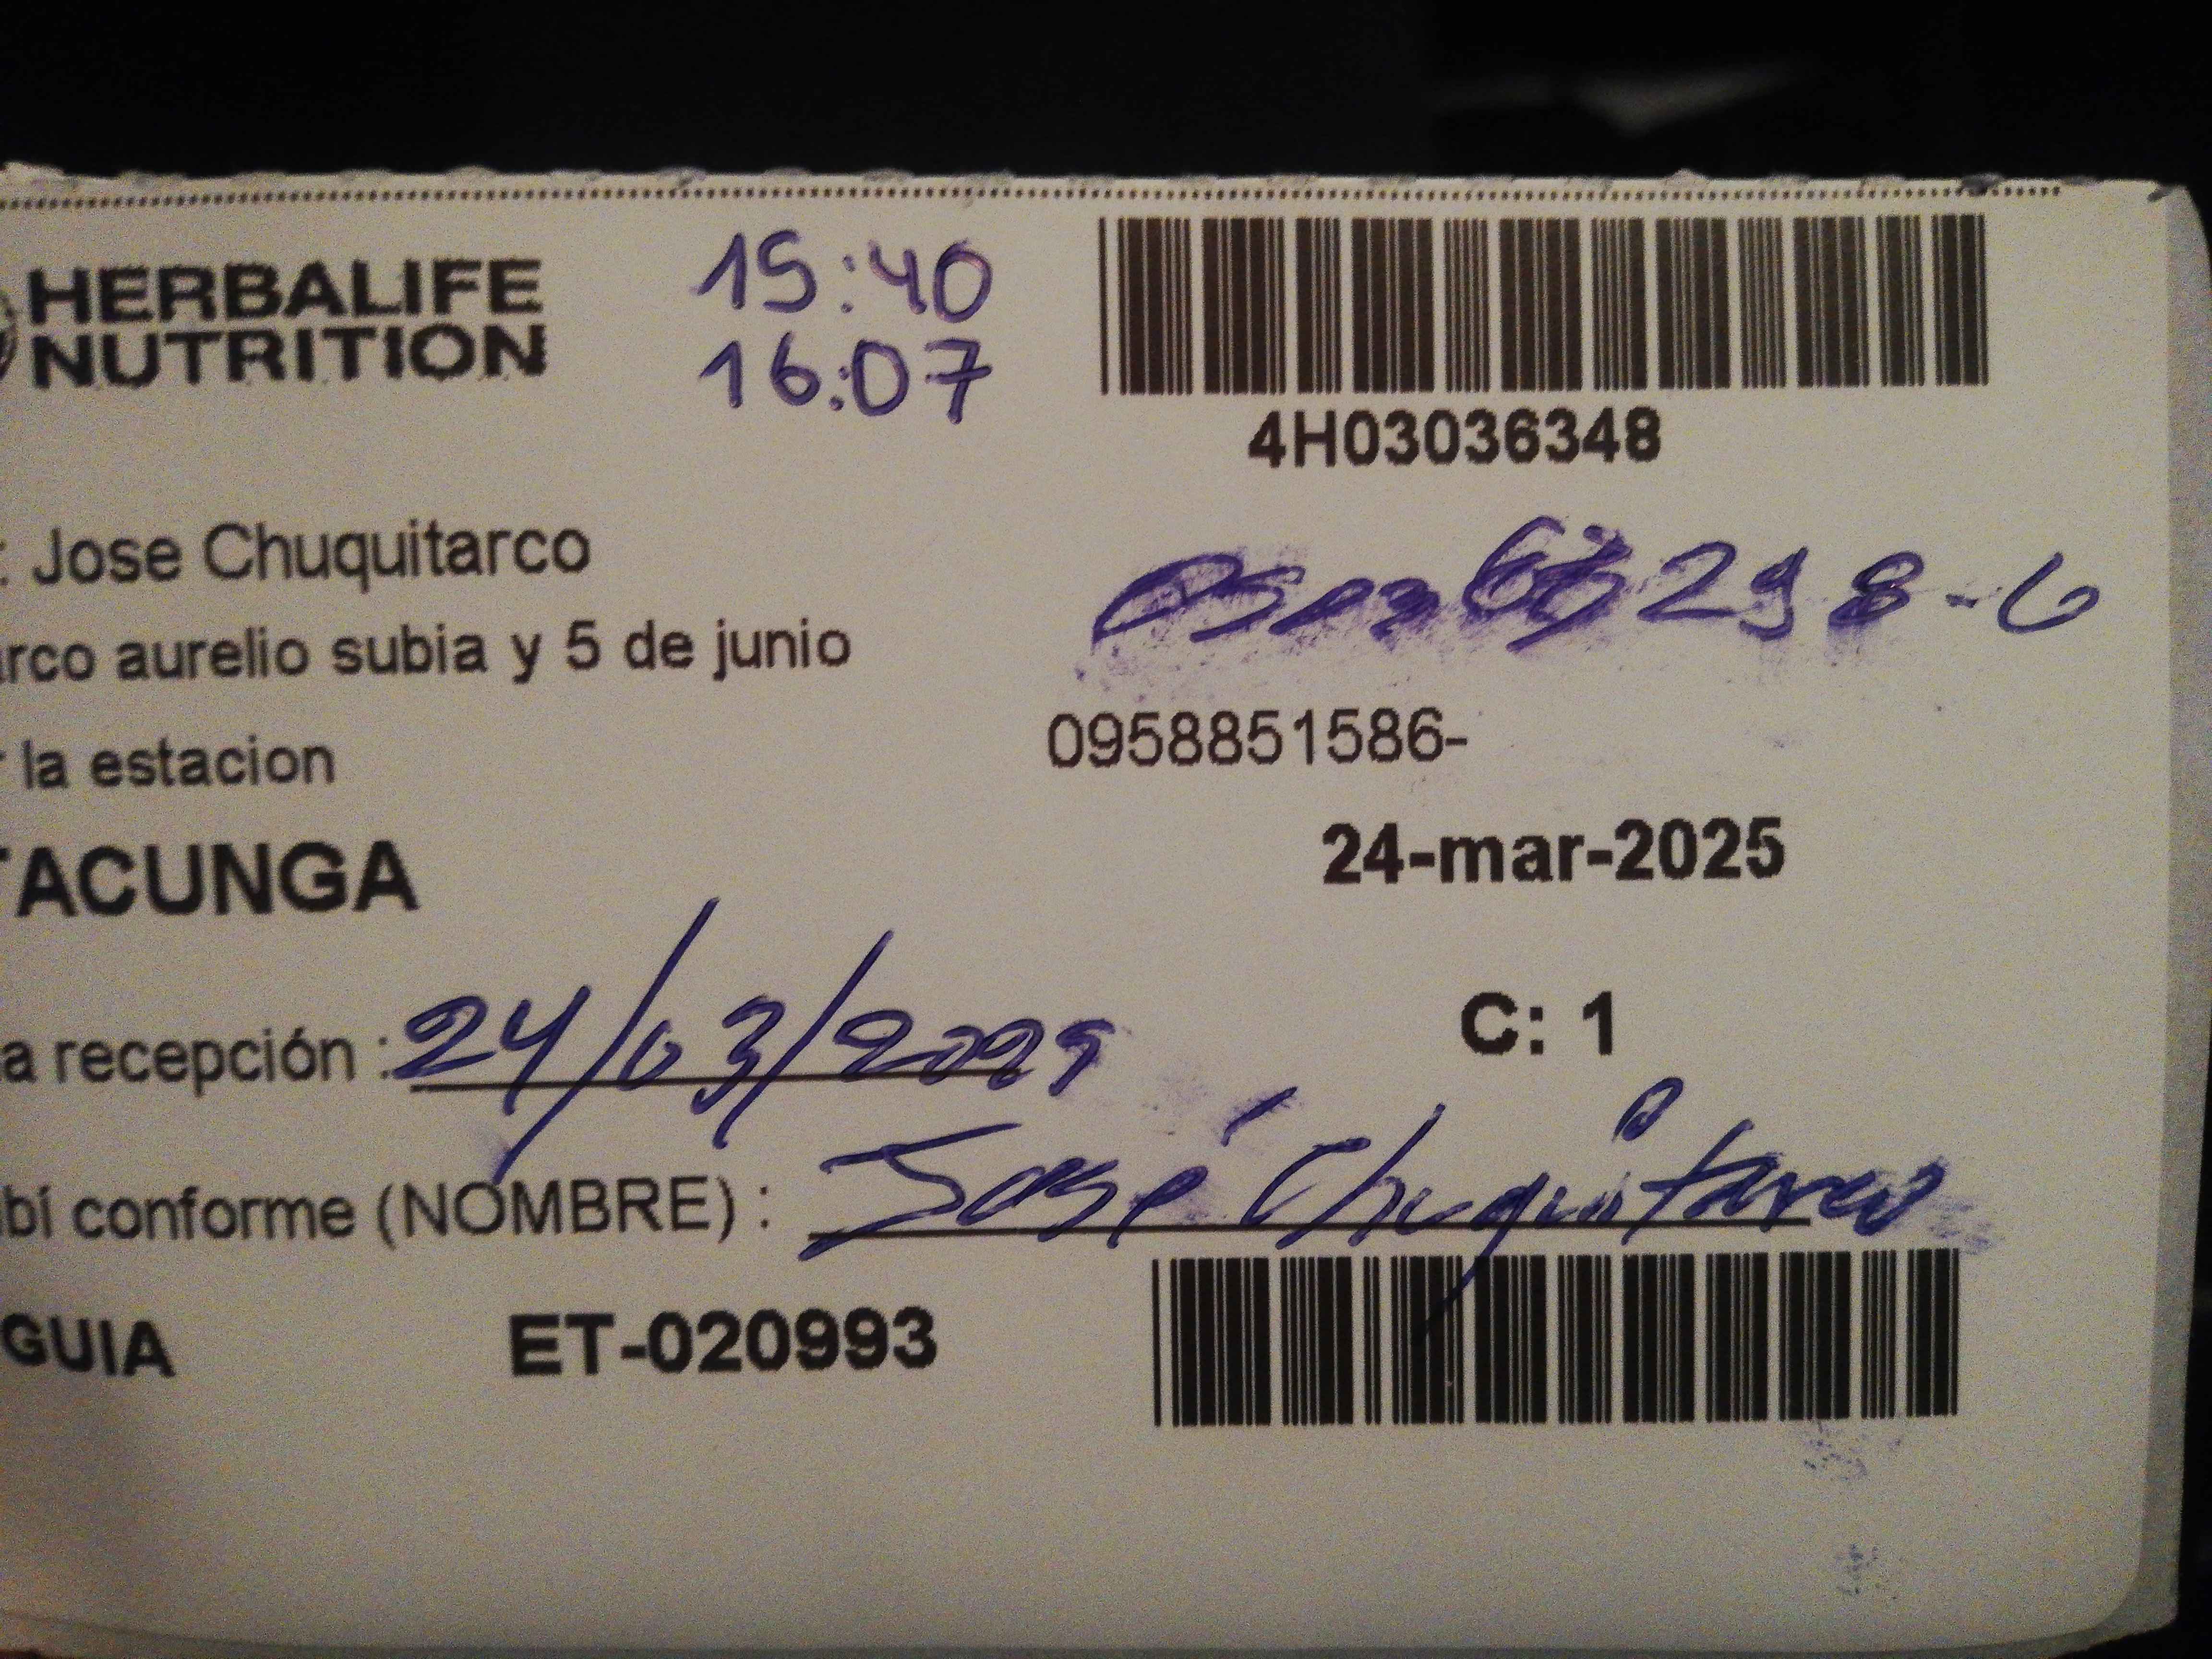 HERBALIFE
NUTRITION
15:40
16:07
4H03036348
: Jose Chuquitarco
298-6
rco aurelio subia y 5 de junio
0958851586-
la estacion
TACUNGA
24-mar-2025
C: 1
a recepción : 24/03/2025
bí conforme (NOMBRE) : José Chuquitarco
GUIA ET-020993